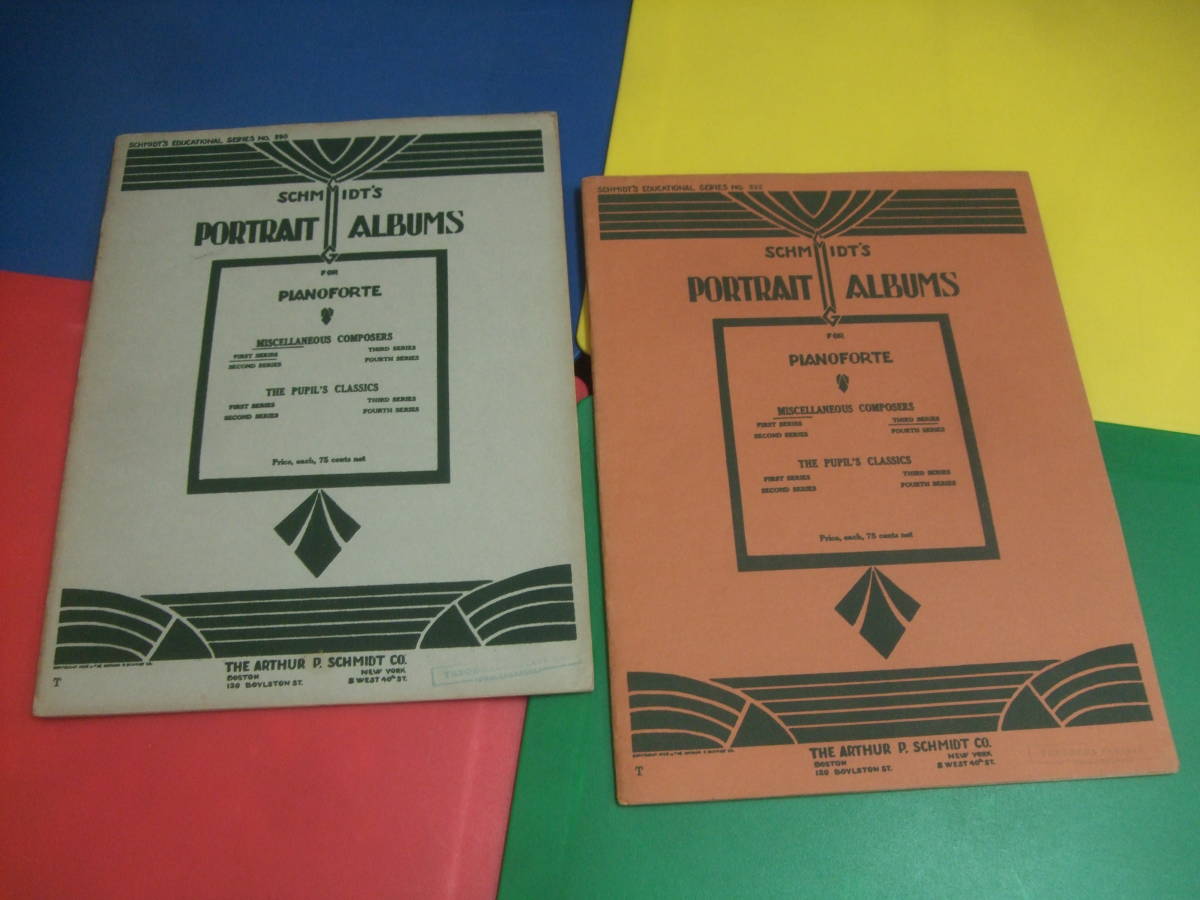 SCHMIDT'S EDUCATIONAL SERIES NO.
SCHMIDT'S
PORTRAIT ALBUMS
FOR
PIANOFORTE
MISCELLANEOUS COMPOSERS
FIRST SERIES THIRD SERIES
SECOND SERIES FOURTH SERIES
THE PUPIL'S CLASSICS
FIRST SERIES THIRD SERIES
SECOND SERIES FOURTH SERIES
Price, each, 75 cents net
THE ARTHUR P. SCHMIDT CO.
BOSTON NEW YORK
120 BOYLSTON ST. 8 WEST 40th ST.
T
SCHMIDT'S EDUCATIONAL SERIES NO.
SCHMIDT'S
PORTRAIT ALBUMS
FOR
PIANOFORTE
MISCELLANEOUS COMPOSERS
FIRST SERIES THIRD SERIES
SECOND SERIES FOURTH SERIES
THE PUPIL'S CLASSICS
FIRST SERIES THIRD SERIES
SECOND SERIES FOURTH SERIES
Price, each, 75 cents net
THE ARTHUR P. SCHMIDT CO.
BOSTON NEW YORK
120 BOYLSTON ST. 8 WEST 40th ST.
T